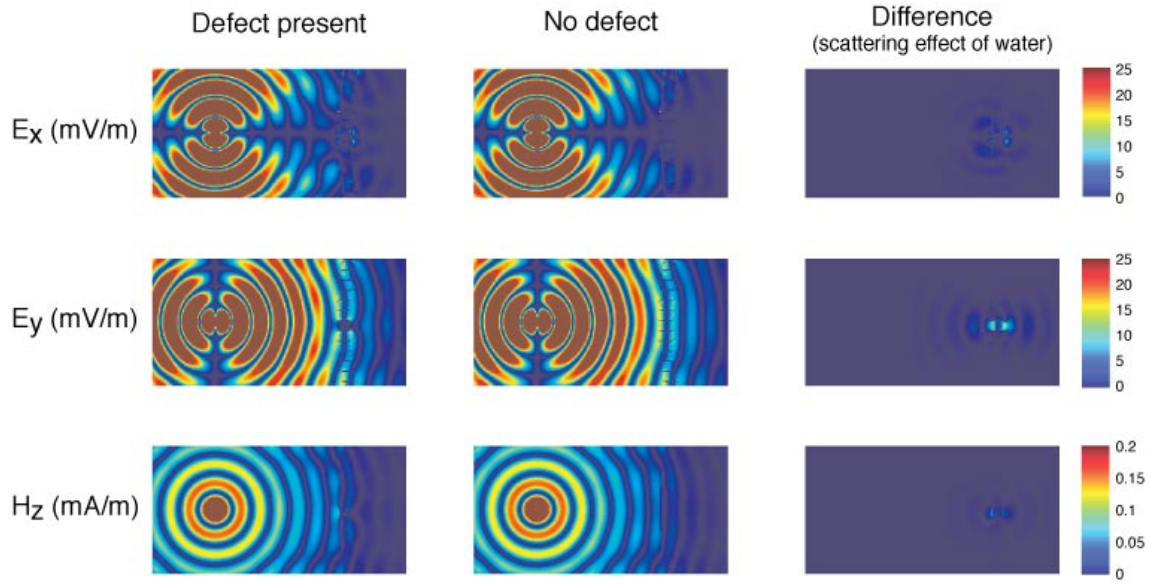 Defect present
No defect
Difference
(scattering effect of water)
Ex (mV/m)
25
20
15
10
5
0
Ey (mV/m)
25
20
15
10
5
0
Hz (mA/m)
0.2
0.15
0.1
0.05
0